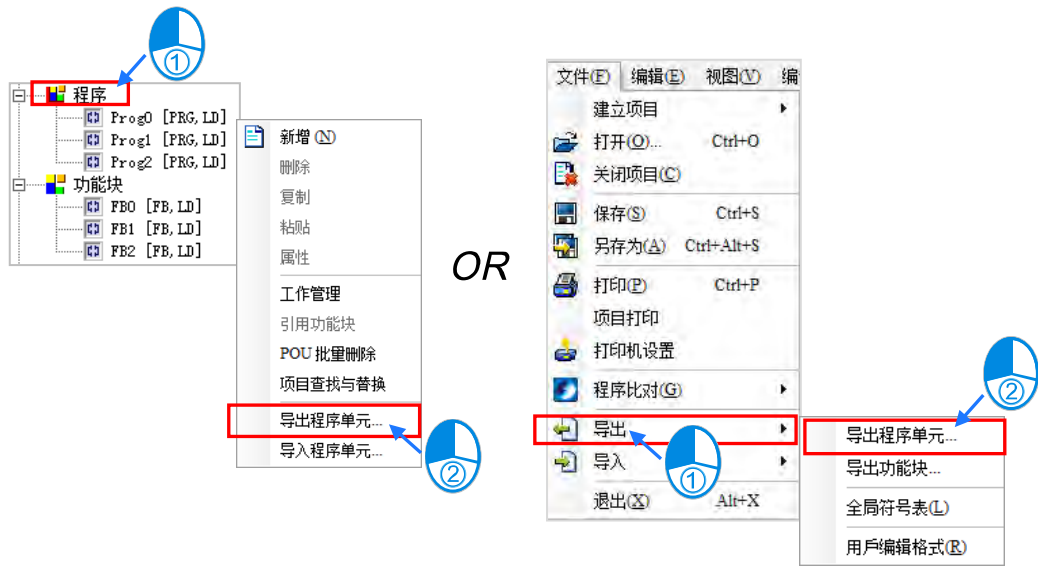 ①
程序
Prog0 [PRG, LD]
Prog1 [PRG, LD]
Prog2 [PRG, LD]
功能块
FB0 [FB, LD]
FB1 [FB, LD]
FB2 [FB, LD]
新增(N)
删除
复制
粘贴
属性
工作管理
引用功能块
POU 批量删除
项目查找与替换
导出程序单元...
导入程序单元...
②
OR
文件(F) 编辑(E) 视图(V) 编
建立项目
打开(O)... Ctrl+O
关闭项目(C)
保存(S) Ctrl+S
另存为(A) Ctrl+Alt+S
打印(P) Ctrl+P
项目打印
打印机设置
程序比对(G)
导出
导入
退出(X) Alt+X
①
②
导出程序单元...
导出功能块...
全局符号表(L)
用戶编辑格式(R)